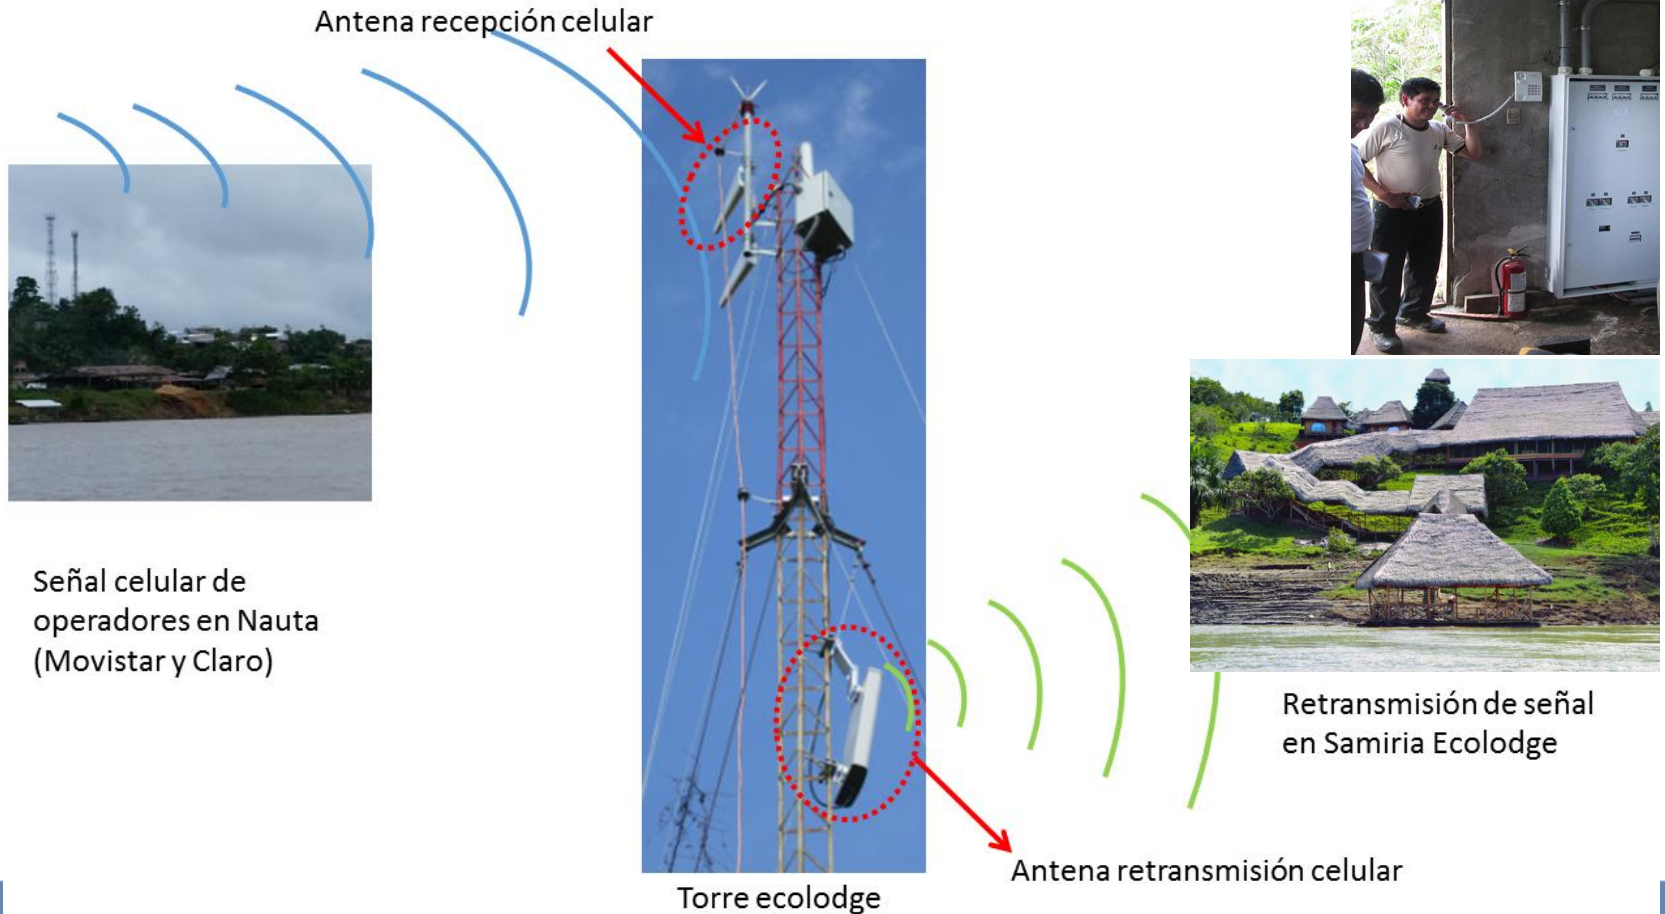 Antena recepción celular
Señal celular de
operadores en Nauta
(Movistar y Claro)
Retransmisión de señal
en Samiria Ecolodge
Antena retransmisión celular
Torre ecolodge